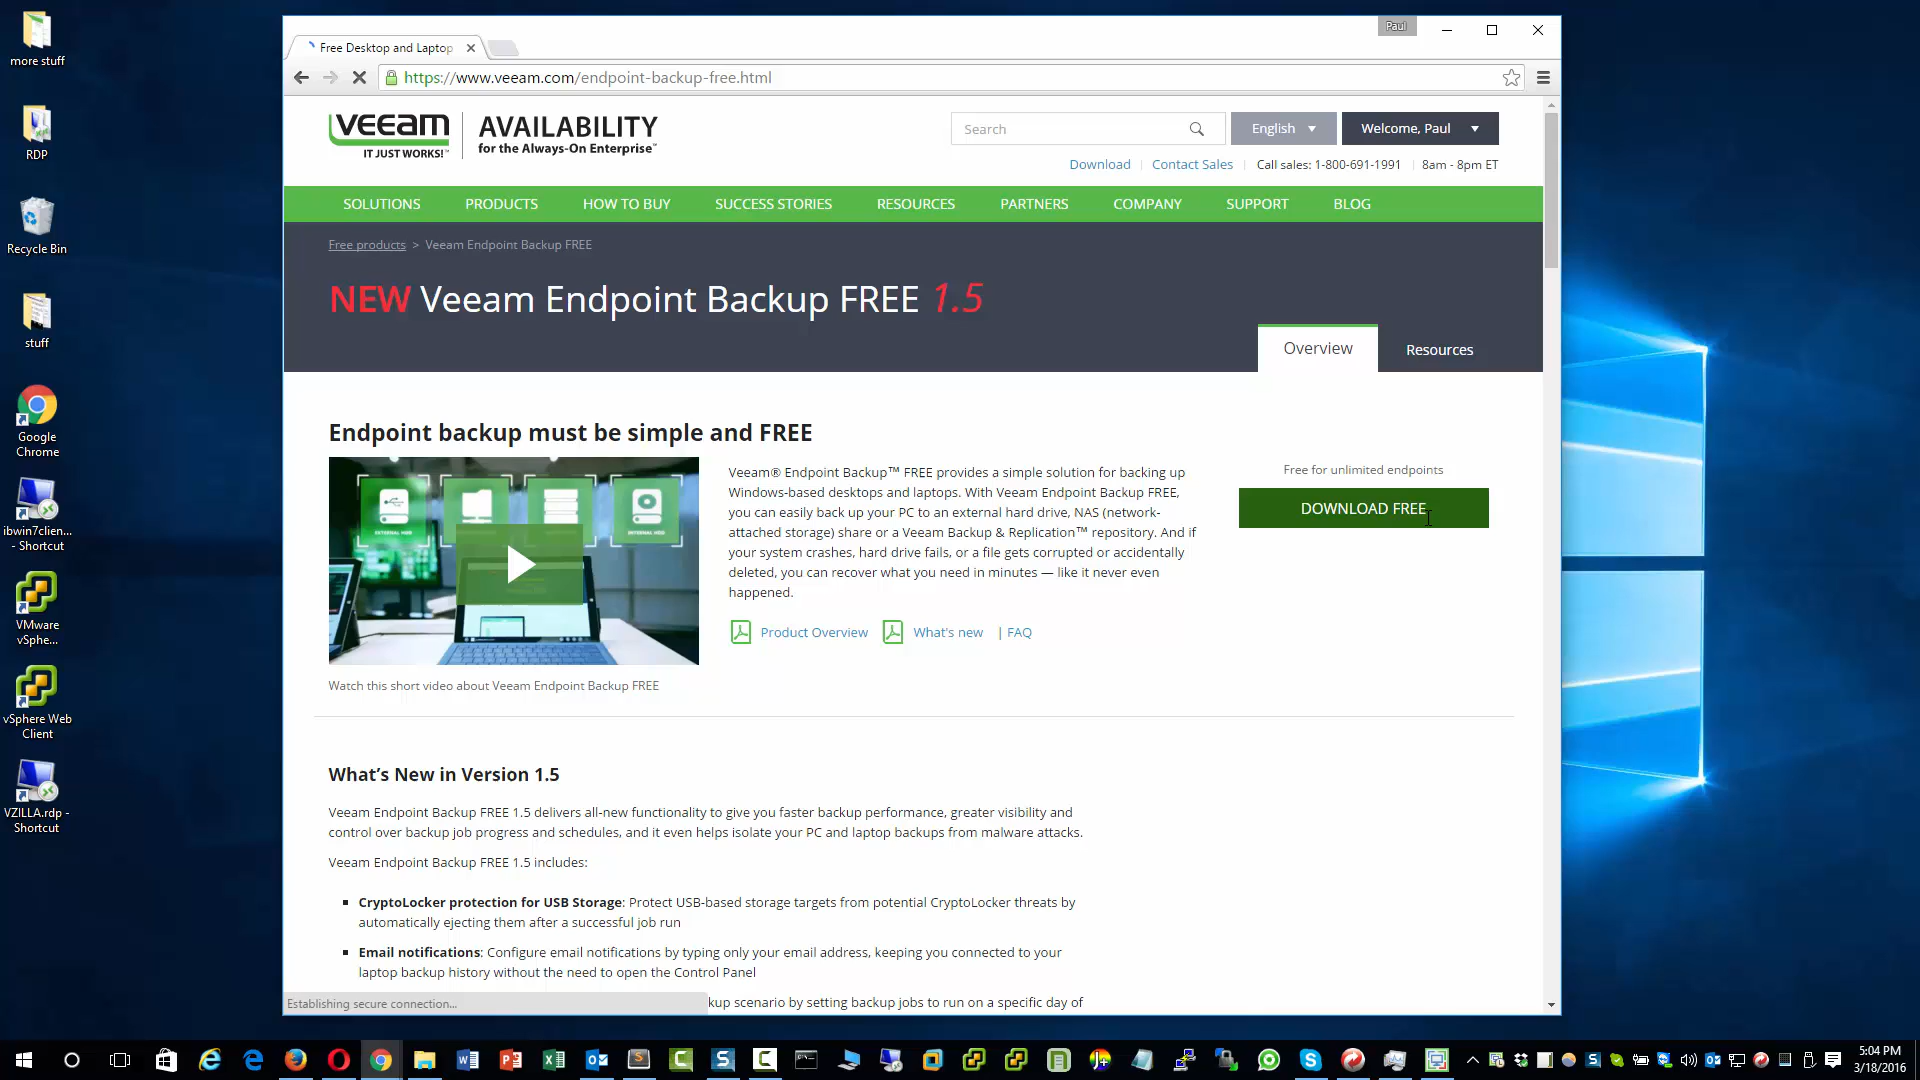 more stuff
RDP
Recycle Bin
stuff
Google
Chrome
ibwin7clien...
- Shortcut
VMware
vSphe...
vSphere Web
Client
VZILLA.rdp -
Shortcut
Paul
Free Desktop and Laptop
https://www.veeam.com/endpoint-backup-free.html
veeam
IT JUST WORKS!™
AVAILABILITY
for the Always-On Enterprise™
Search
English
Welcome, Paul
Download
Contact Sales
Call sales: 1-800-691-1991
8am - 8pm ET
SOLUTIONS
PRODUCTS
HOW TO BUY
SUCCESS STORIES
RESOURCES
PARTNERS
COMPANY
SUPPORT
BLOG
Free products > Veeam Endpoint Backup FREE
NEW Veeam Endpoint Backup FREE 1.5
Overview
Resources
Endpoint backup must be simple and FREE
Veeam® Endpoint Backup™ FREE provides a simple solution for backing up
Windows-based desktops and laptops. With Veeam Endpoint Backup FREE,
you can easily back up your PC to an external hard drive, NAS (network-
attached storage) share or a Veeam Backup & Replication™ repository. And if
your system crashes, hard drive fails, or a file gets corrupted or accidentally
deleted, you can recover what you need in minutes — like it never even
happened.
Product Overview
What's new
| FAQ
Free for unlimited endpoints
DOWNLOAD FREE
Watch this short video about Veeam Endpoint Backup FREE
What's New in Version 1.5
Veeam Endpoint Backup FREE 1.5 delivers all-new functionality to give you faster backup performance, greater visibility and
control over backup job progress and schedules, and it even helps isolate your PC and laptop backups from malware attacks.
Veeam Endpoint Backup FREE 1.5 includes:
CryptoLocker protection for USB Storage: Protect USB-based storage targets from potential CryptoLocker threats by
automatically ejecting them after a successful job run
Email notifications: Configure email notifications by typing only your email address, keeping you connected to your
laptop backup history without the need to open the Control Panel
kup scenario by setting backup jobs to run on a specific day of
Establishing secure connection...
5:04 PM
3/18/2016